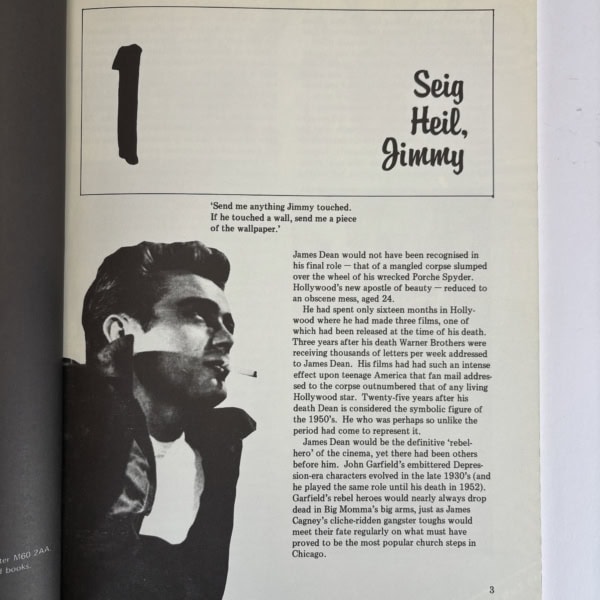 1
Seig
Heil,
Jimmy
'Send me anything Jimmy touched.
If he touched a wall, send me a piece
of the wallpaper.'
James Dean would not have been recognised in
his final role — that of a mangled corpse slumped
over the wheel of his wrecked Porche Spyder.
Hollywood's new apostle of beauty — reduced to
an obscene mess, aged 24.
He had spent only sixteen months in Holly-
wood where he had made three films, one of
which had been released at the time of his death.
Three years after his death Warner Brothers were
receiving thousands of letters per week addressed
to James Dean. His films had had such an intense
effect upon teenage America that fan mail addres-
sed to the corpse outnumbered that of any living
Hollywood star. Twenty-five years after his
death Dean is considered the symbolic figure of
the 1950's. He who was perhaps so unlike the
period had come to represent it.
James Dean would be the definitive 'rebel-
hero' of the cinema, yet there had been others
before him. John Garfield's embittered Depres-
sion-era characters evolved in the late 1930's (and
he played the same role until his death in 1952).
Garfield's rebel heroes would nearly always drop
dead in Big Momma's big arms, just as James
Cagney's cliche-ridden gangster toughs would
meet their fate regularly on what must have
proved to be the most popular church steps in
Chicago.
3
M60 2AA
books.